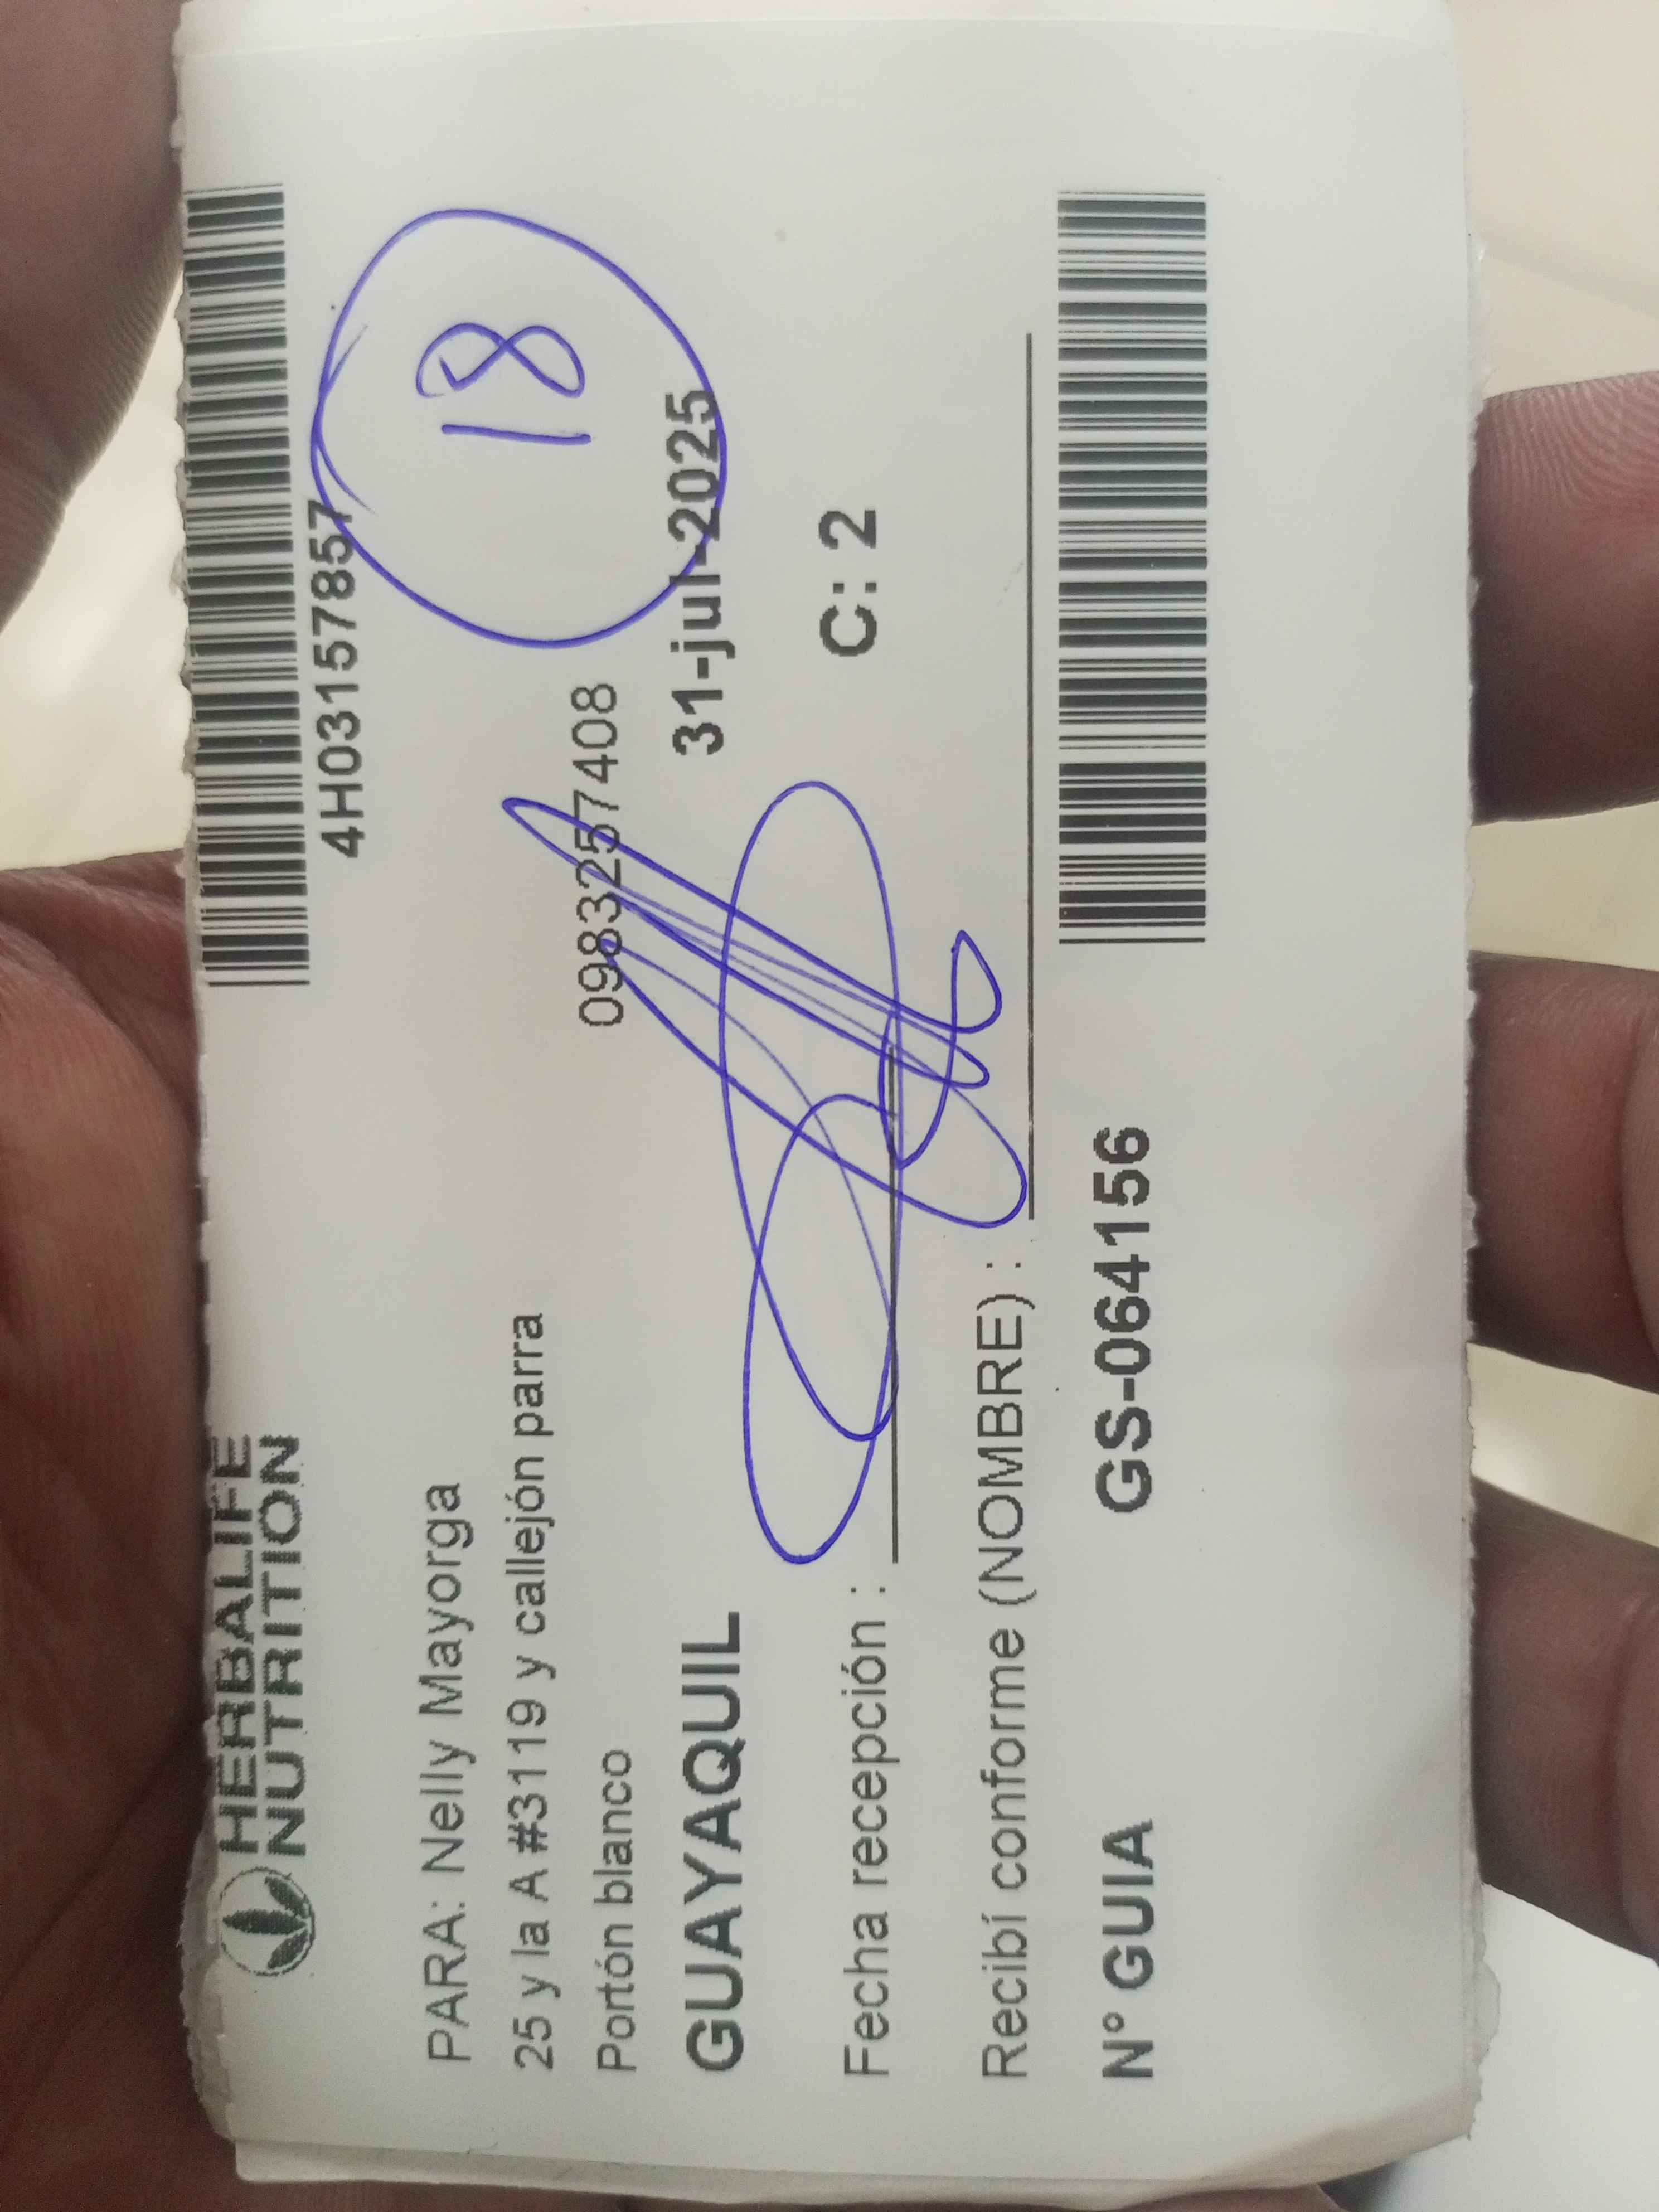 HERBALIFE
NUTRITION
4H03157857
18
PARA: Nelly Mayorga
25 y la A #3119 y callejón parra
Portón blanco
0983257408
GUAYAQUIL
31-jul-2025
Fecha recepción :
C: 2
Recibí conforme (NOMBRE) :
N° GUIA GS-064156